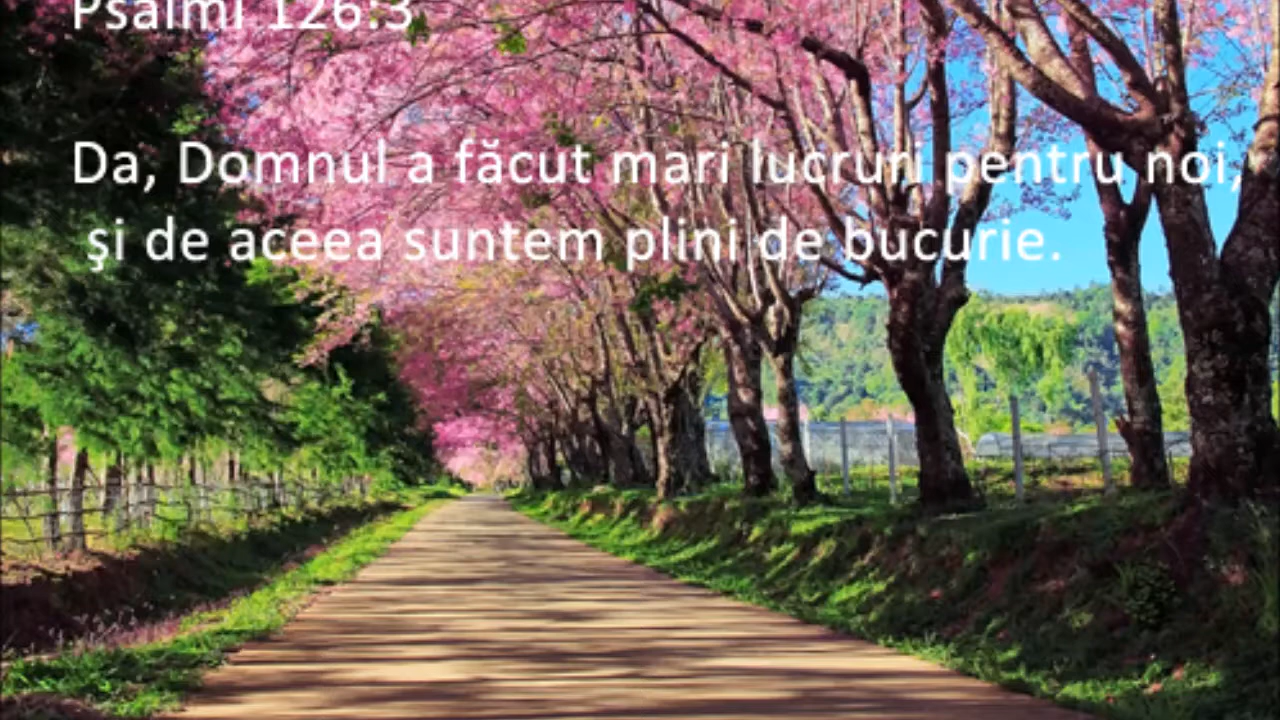 Psalmi 126:3
Da, Domnul a făcut mari lucruri pentru noi,
şi de aceea suntem plini de bucurie.